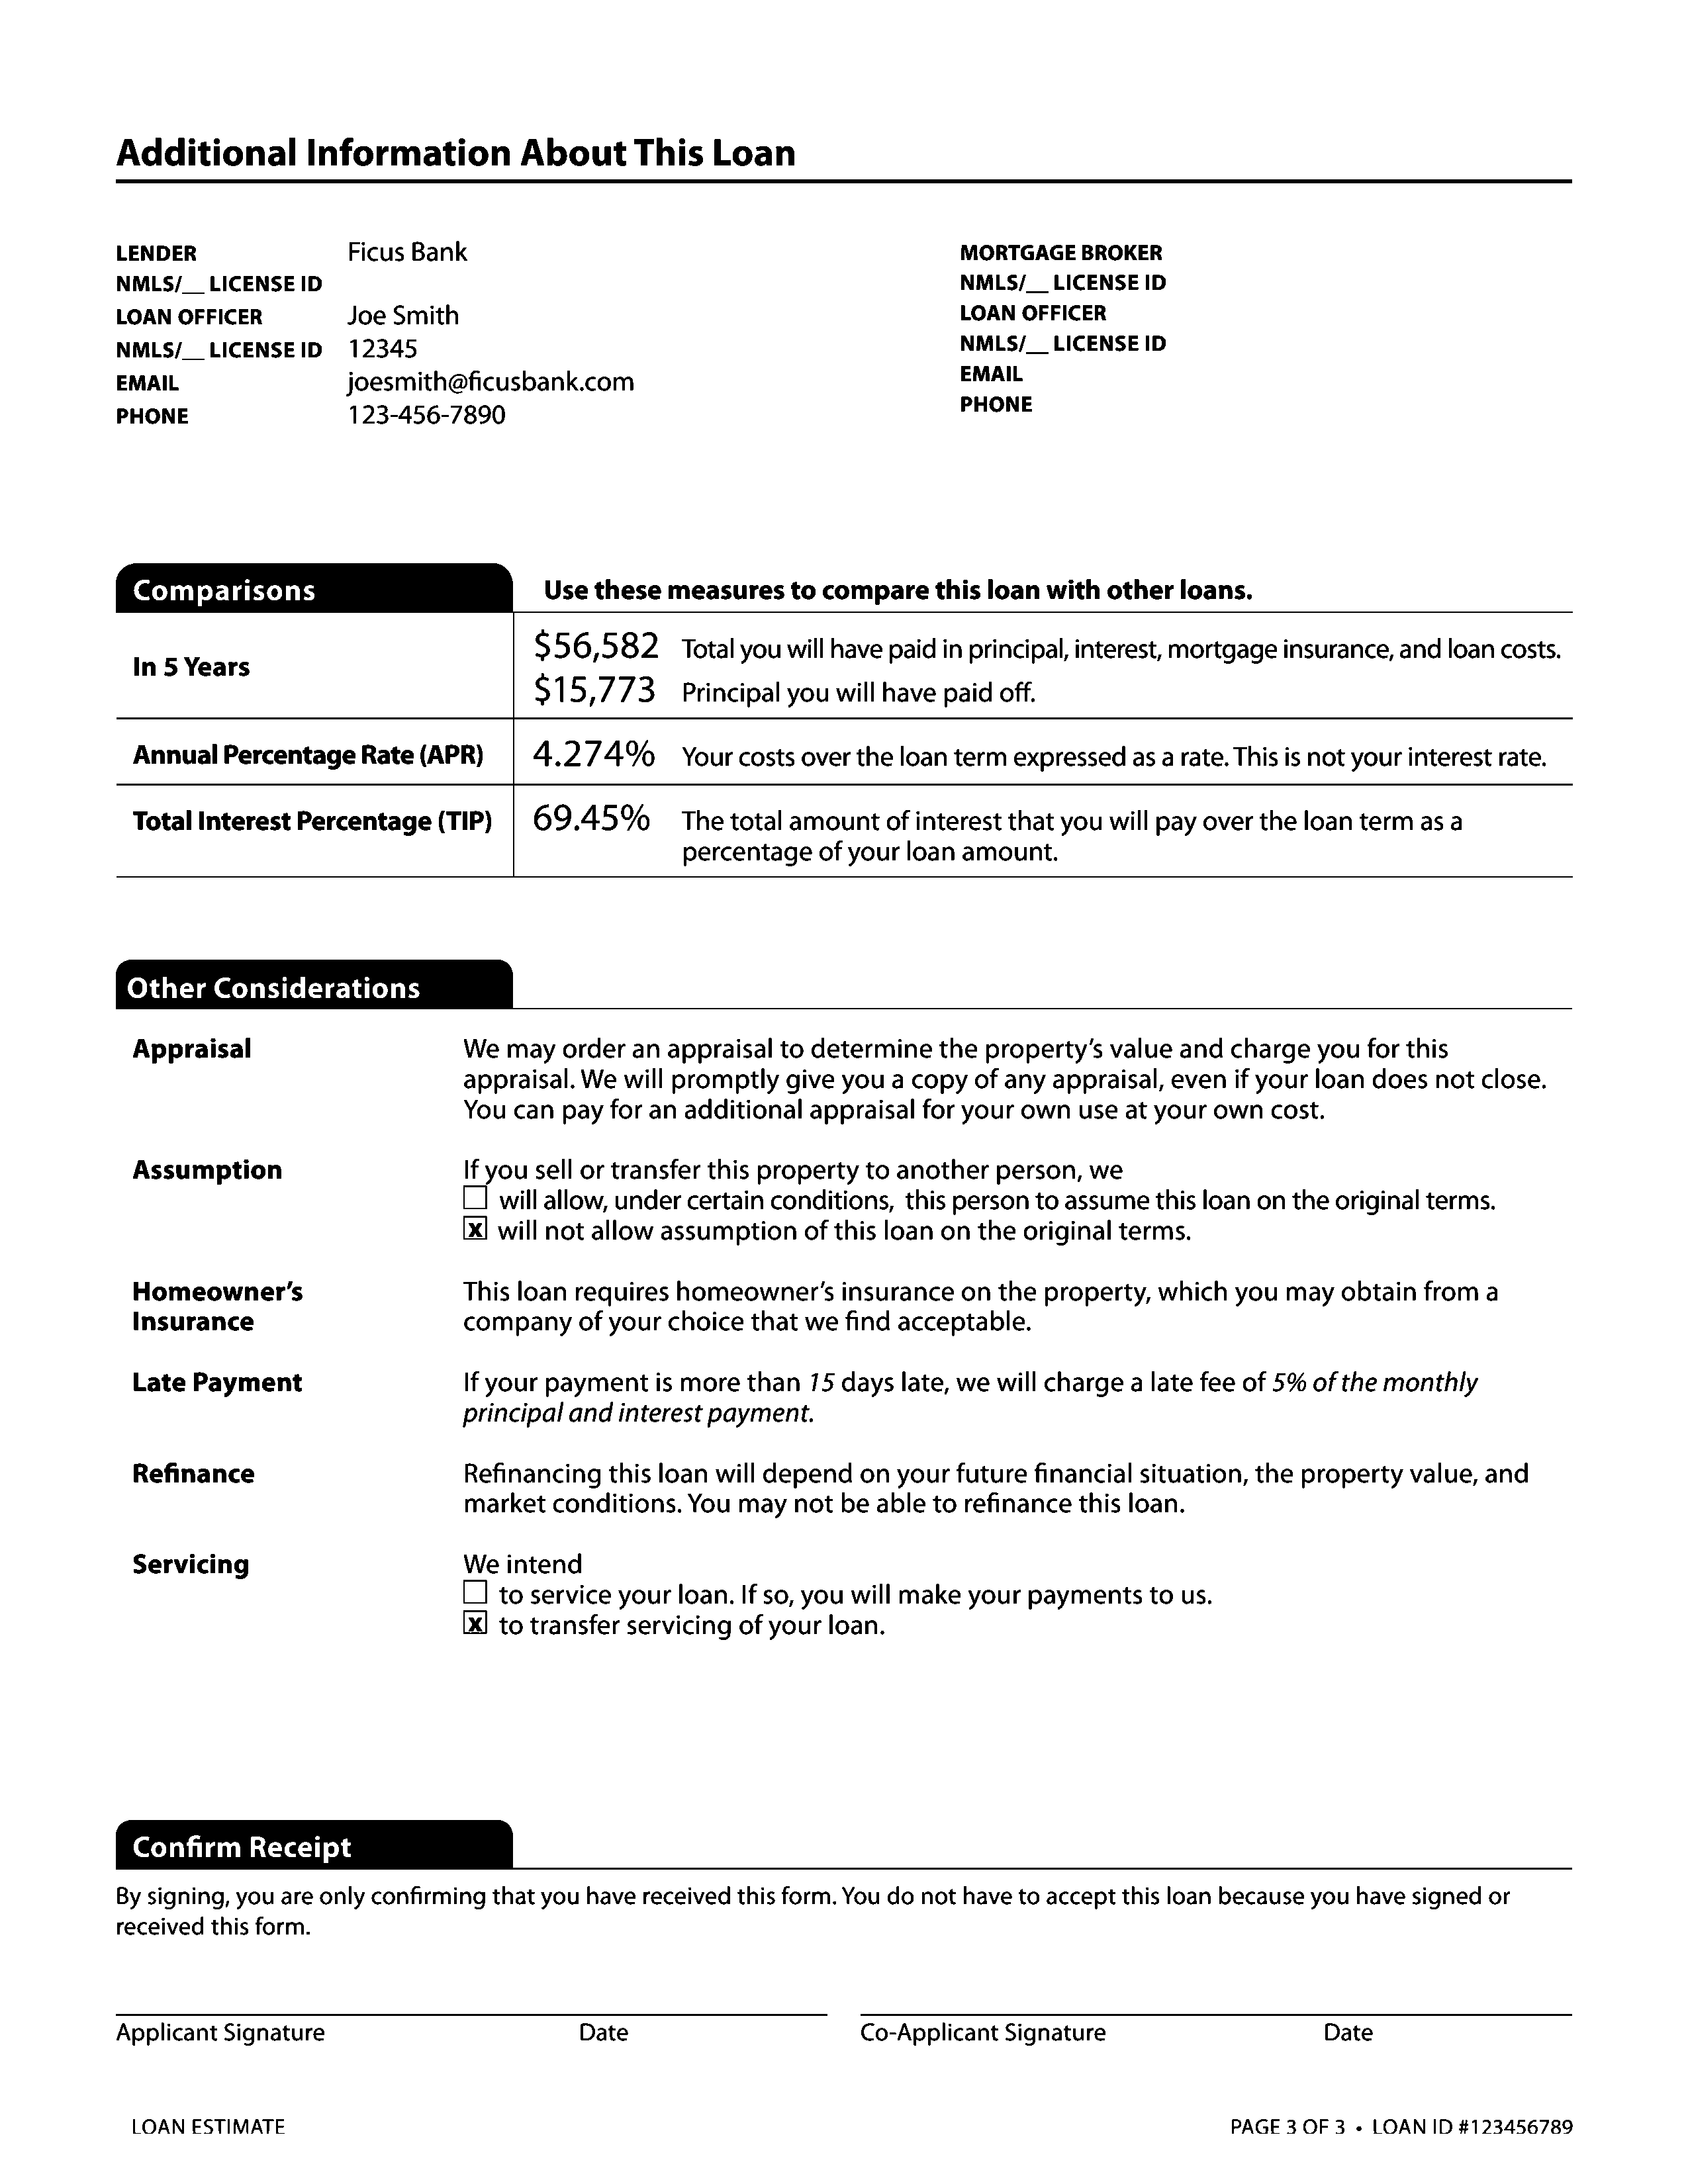 Additional Information About This Loan
LENDER Ficus Bank
NMLS/__ LICENSE ID
LOAN OFFICER Joe Smith
NMLS/__ LICENSE ID 12345
EMAIL joesmith@ficusbank.com
PHONE 123-456-7890
MORTGAGE BROKER
NMLS/__ LICENSE ID
LOAN OFFICER
NMLS/__ LICENSE ID
EMAIL
PHONE
Comparisons Use these measures to compare this loan with other loans.
In 5 Years
$56,582 Total you will have paid in principal, interest, mortgage insurance, and loan costs.
$15,773 Principal you will have paid off.
Annual Percentage Rate (APR) 4.274% Your costs over the loan term expressed as a rate. This is not your interest rate.
Total Interest Percentage (TIP) 69.45% The total amount of interest that you will pay over the loan term as a
percentage of your loan amount.
Other Considerations
Appraisal We may order an appraisal to determine the property’s value and charge you for this
appraisal. We will promptly give you a copy of any appraisal, even if your loan does not close.
You can pay for an additional appraisal for your own use at your own cost.
Assumption If you sell or transfer this property to another person, we
☐ will allow, under certain conditions, this person to assume this loan on the original terms.
☒ will not allow assumption of this loan on the original terms.
Homeowner’s This loan requires homeowner’s insurance on the property, which you may obtain from a
Insurance company of your choice that we find acceptable.
Late Payment If your payment is more than 15 days late, we will charge a late fee of 5% of the monthly
principal and interest payment.
Refinance Refinancing this loan will depend on your future financial situation, the property value, and
market conditions. You may not be able to refinance this loan.
Servicing We intend
☐ to service your loan. If so, you will make your payments to us.
☒ to transfer servicing of your loan.
Confirm Receipt
By signing, you are only confirming that you have received this form. You do not have to accept this loan because you have signed or
received this form.
Applicant Signature Date Co-Applicant Signature Date
LOAN ESTIMATE PAGE 3 OF 3 • LOAN ID #123456789